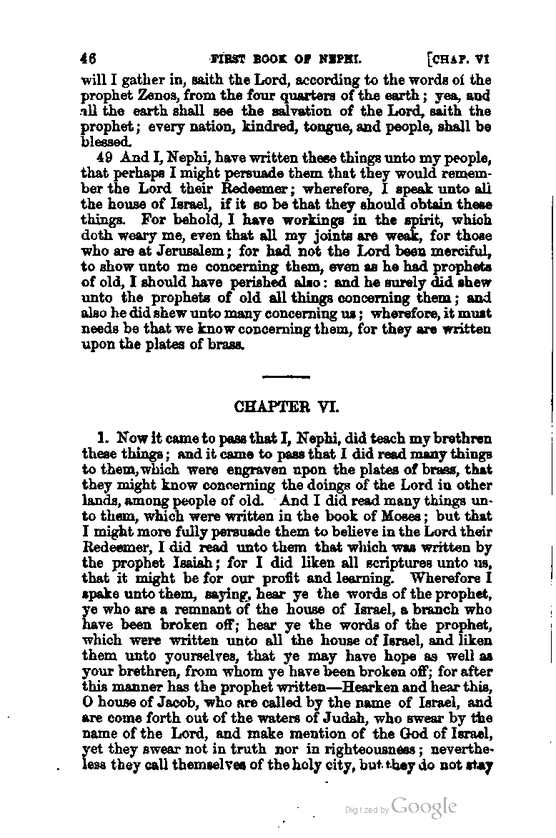 46 FIRST BOOK OF NEPHI. [CHAP. VI
will I gather in, saith the Lord, according to the words of the
prophet Zenos, from the four quarters of the earth; yea, and
all the earth shall see the salvation of the Lord, saith the
prophet; every nation, kindred, tongue, and people, shall be
blessed.
49 And I, Nephi, have written these things unto my people,
that perhaps I might persuade them that they would remem-
ber the Lord their Redeemer; wherefore, I speak unto all
the house of Israel, if it so be that they should obtain these
things. For behold, I have workings in the spirit, which
doth weary me, even that all my joints are weak, for those
who are at Jerusalem; for had not the Lord been merciful,
to show unto me concerning them, even as he had prophets
of old, I should have perished also: and he surely did shew
unto the prophets of old all things concerning them; and
also he did shew unto many concerning us; wherefore, it must
needs be that we know concerning them, for they are written
upon the plates of brass.
CHAPTER VI.
1. Now it came to pass that I, Nephi, did teach my brethren
these things; and it came to pass that I did read many things
to them, which were engraven upon the plates of brass, that
they might know concerning the doings of the Lord in other
lands, among people of old. And I did read many things un-
to them, which were written in the book of Moses; but that
I might more fully persuade them to believe in the Lord their
Redeemer, I did read unto them that which was written by
the prophet Isaiah; for I did liken all scriptures unto us,
that it might be for our profit and learning. Wherefore I
spake unto them, saying, hear ye the words of the prophet,
ye who are a remnant of the house of Israel, a branch who
have been broken off; hear ye the words of the prophet,
which were written unto all the house of Israel, and liken
them unto yourselves, that ye may have hope as well as
your brethren, from whom ye have been broken off; for after
this manner has the prophet written—Hearken and hear this,
O house of Jacob, who are called by the name of Israel, and
are come forth out of the waters of Judah, who swear by the
name of the Lord, and make mention of the God of Israel,
yet they swear not in truth nor in righteousness; neverthe-
less they call themselves of the holy city, but they do not stay
Digitized by Google